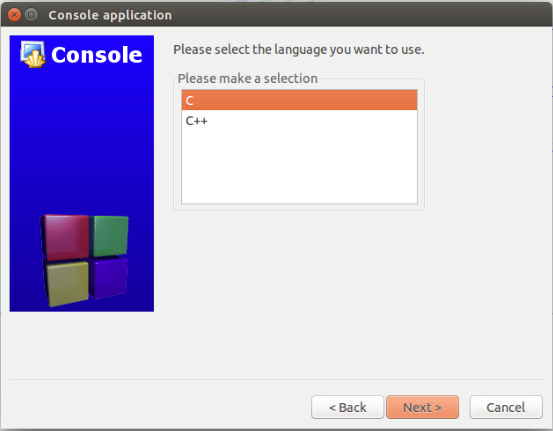 Console application
Console
Please select the language you want to use.
Please make a selection
C
C++
< Back
Next >
Cancel